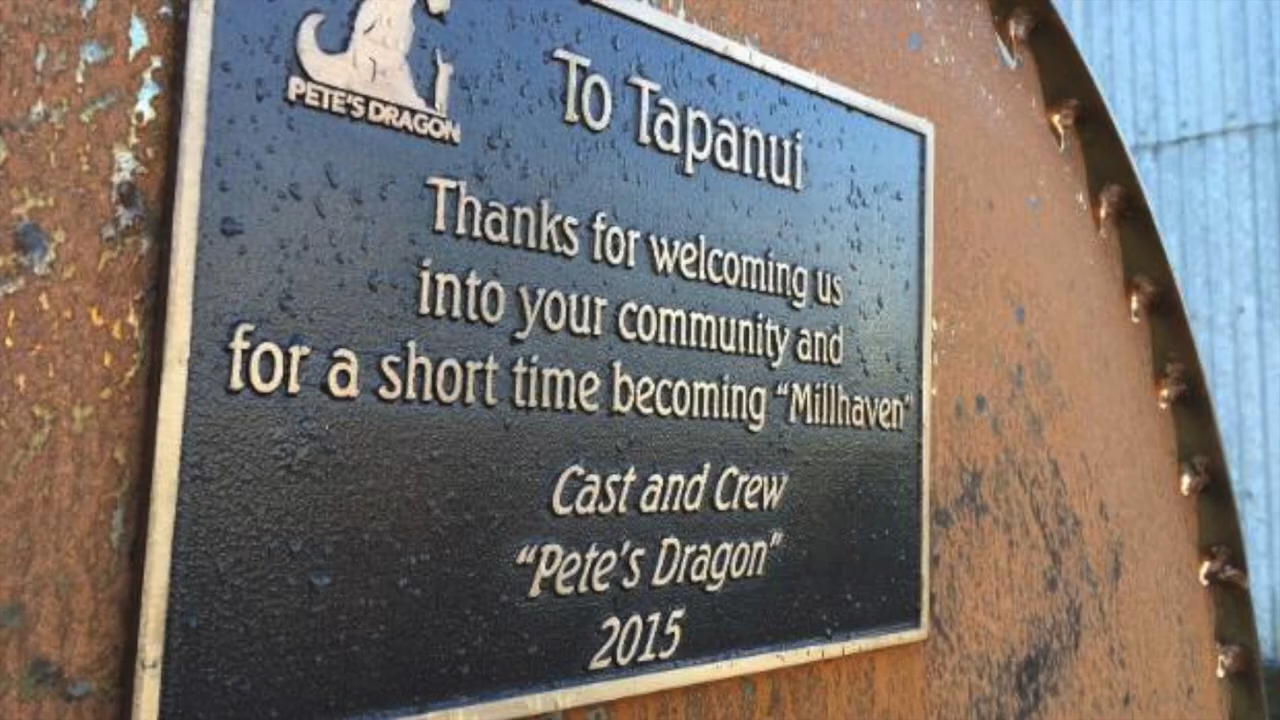 PETE'S DRAGON
To Tapanui
Thanks for welcoming us
into your community and
for a short time becoming “Millhaven”
Cast and Crew
“Pete's Dragon”
2015